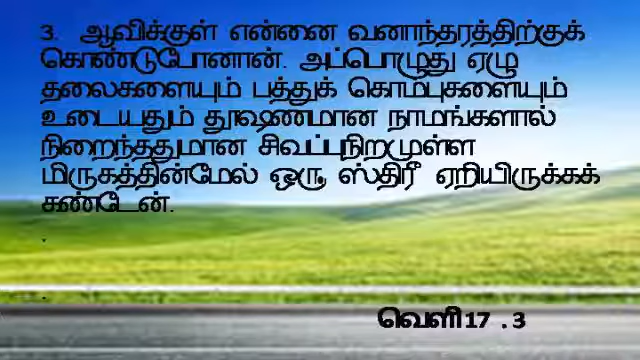 3. ஆவிக்குள் என்னை வனாந்தரத்திற்குக்
கொண்டுபோனான். அப்பொழுது ஏழு
தலைகளையும் பத்துக் கொம்புகளையும்
உடையதும் தூஷணமான நாமங்களால்
நிறைந்ததுமான சிவப்புநிறமுள்ள
மிருகத்தின்மேல் ஒரு ஸ்திரீ ஏறியிருக்கக்
கண்டேன்.
.
.
வெளி 17 . 3